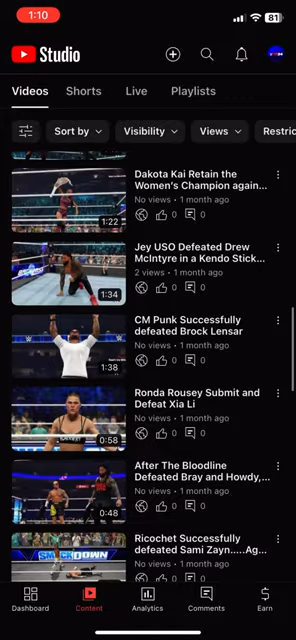 1:10
81
Studio
Videos
Shorts
Live
Playlists
Sort by
Visibility
Views
Restric
Dakota Kai Retain the
Women's Champion again...
No views • 1 month ago
0
0
1:22
Jey USO Defeated Drew
McIntyre in a Kendo Stick...
2 views • 1 month ago
0
0
1:34
CM Punk Successfully
defeated Brock Lensar
No views • 1 month ago
0
0
1:38
Ronda Rousey Submit and
Defeat Xia Li
No views • 1 month ago
0
0
0:58
After The Bloodline
Defeated Bray and Howdy,...
No views • 1 month ago
0
0
0:48
Ricochet Successfully
defeated Sami Zayn.....Ag...
No views • 1 month ago
0
0
SMACKDOWN
Dashboard
Content
Analytics
Comments
Earn